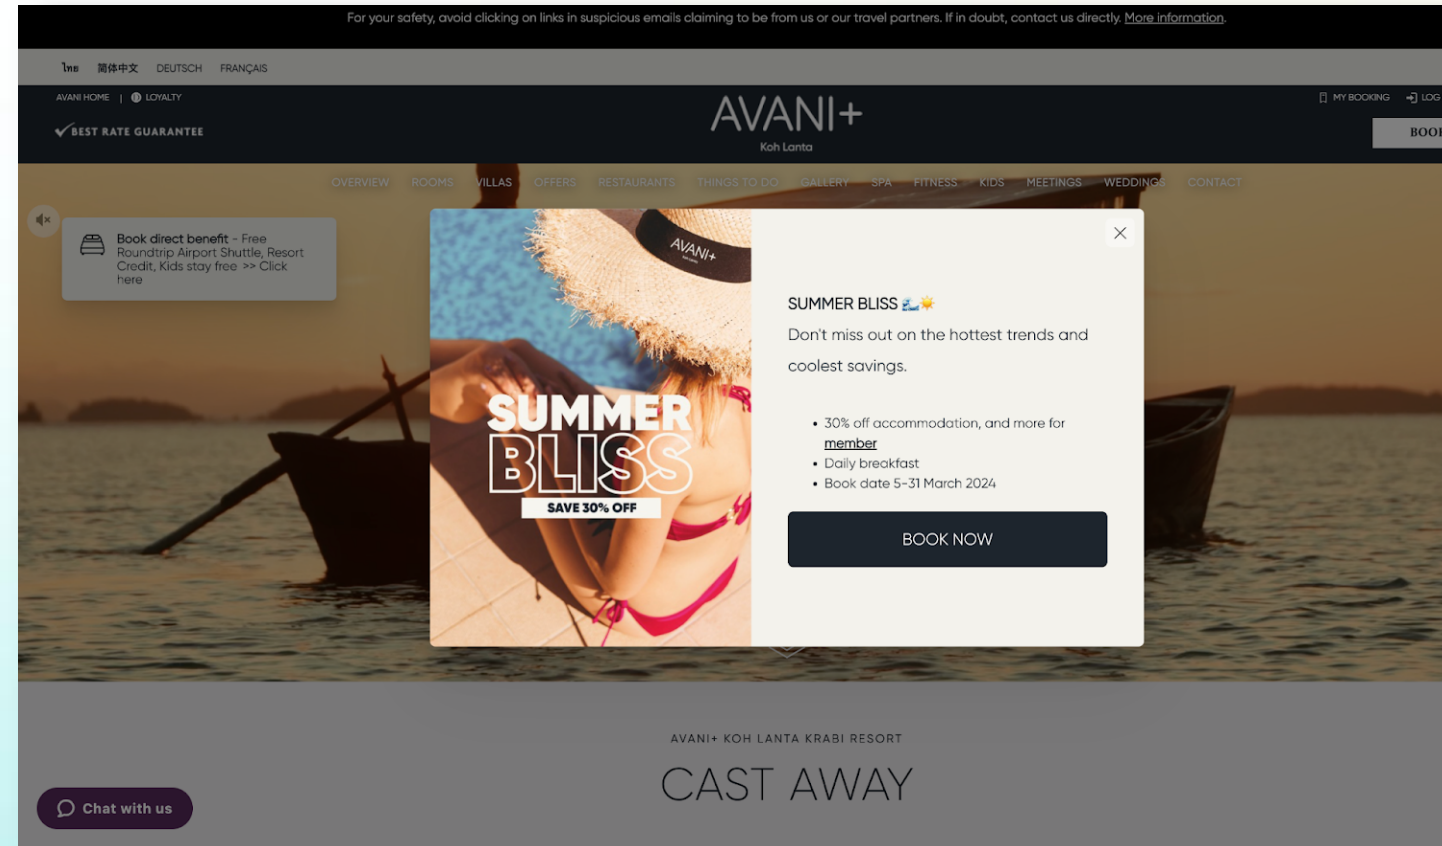 For your safety, avoid clicking on links in suspicious emails claiming to be from us or our travel partners. If in doubt, contact us directly. More information.
ไทย 简体中文 DEUTSCH FRANÇAIS
AVANI HOME | LOYALTY
MY BOOKING LOG
BEST RATE GUARANTEE
AVANI+
Koh Lanta
OVERVIEW ROOMS VILLAS OFFERS RESTAURANTS THINGS TO DO GALLERY SPA FITNESS KIDS MEETINGS WEDDINGS CONTACT
Book direct benefit - Free
Roundtrip Airport Shuttle, Resort
Credit, Kids stay free >> Click
here
AVANI+
SUMMER
BLISS
SAVE 30% OFF
SUMMER BLISS 🌊☀️
Don't miss out on the hottest trends and
coolest savings.
• 30% off accommodation, and more for
member
• Daily breakfast
• Book date 5-31 March 2024
BOOK NOW
AVANI+ KOH LANTA KRABI RESORT
CAST AWAY
Chat with us